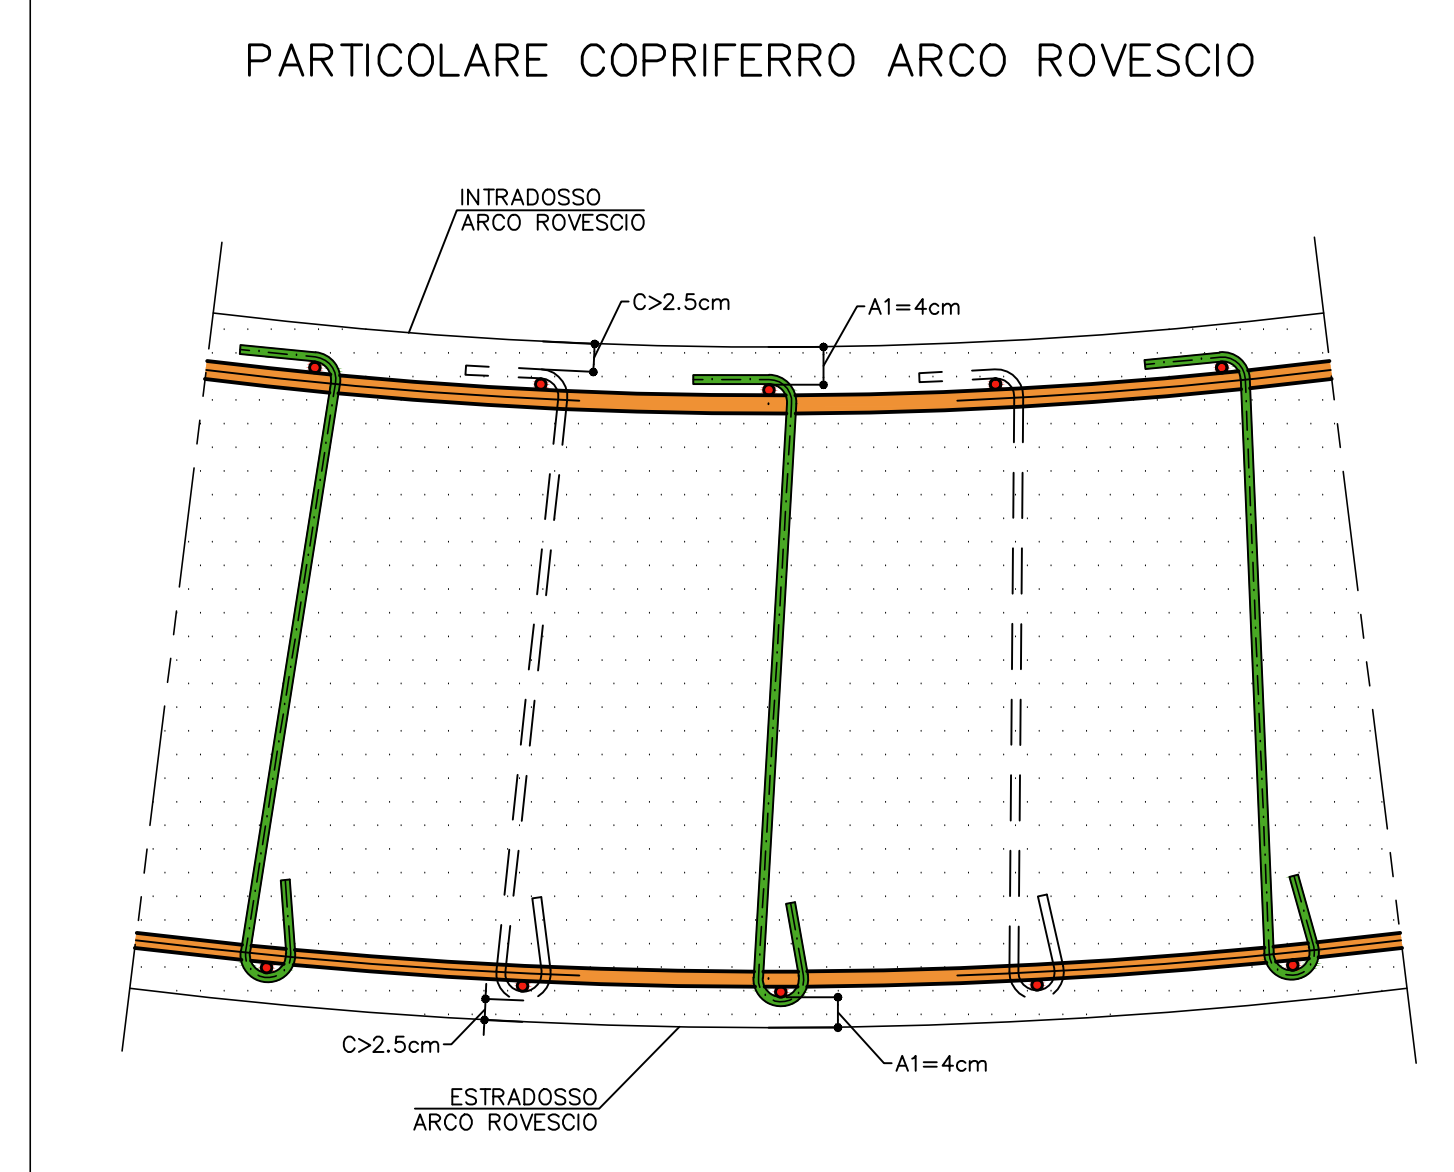 PARTICOLARE COPRIFERRO ARCO ROVESCIO
INTRADOSSO
ARCO ROVESCIO
C>2.5cm
A1=4cm
C>2.5cm
A1=4cm
ESTRADOSSO
ARCO ROVESCIO